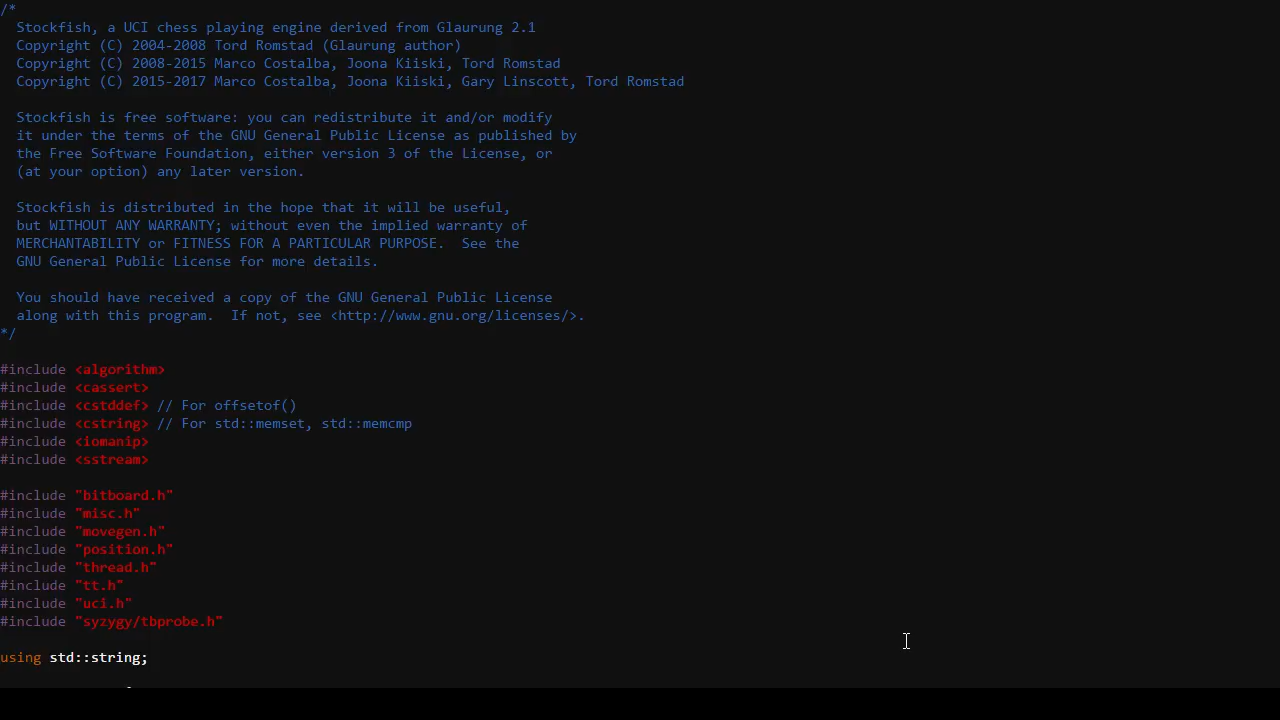 /*
  Stockfish, a UCI chess playing engine derived from Glaurung 2.1
  Copyright (C) 2004-2008 Tord Romstad (Glaurung author)
  Copyright (C) 2008-2015 Marco Costalba, Joona Kiiski, Tord Romstad
  Copyright (C) 2015-2017 Marco Costalba, Joona Kiiski, Gary Linscott, Tord Romstad

  Stockfish is free software: you can redistribute it and/or modify
  it under the terms of the GNU General Public License as published by
  the Free Software Foundation, either version 3 of the License, or
  (at your option) any later version.

  Stockfish is distributed in the hope that it will be useful,
  but WITHOUT ANY WARRANTY; without even the implied warranty of
  MERCHANTABILITY or FITNESS FOR A PARTICULAR PURPOSE.  See the
  GNU General Public License for more details.

  You should have received a copy of the GNU General Public License
  along with this program.  If not, see <http://www.gnu.org/licenses/>.
*/

#include <algorithm>
#include <cassert>
#include <cstddef> // For offsetof()
#include <cstring> // For std::memset, std::memcmp
#include <iomanip>
#include <sstream>

#include "bitboard.h"
#include "misc.h"
#include "movegen.h"
#include "position.h"
#include "thread.h"
#include "tt.h"
#include "uci.h"
#include "syzygy/tbprobe.h"

using std::string;